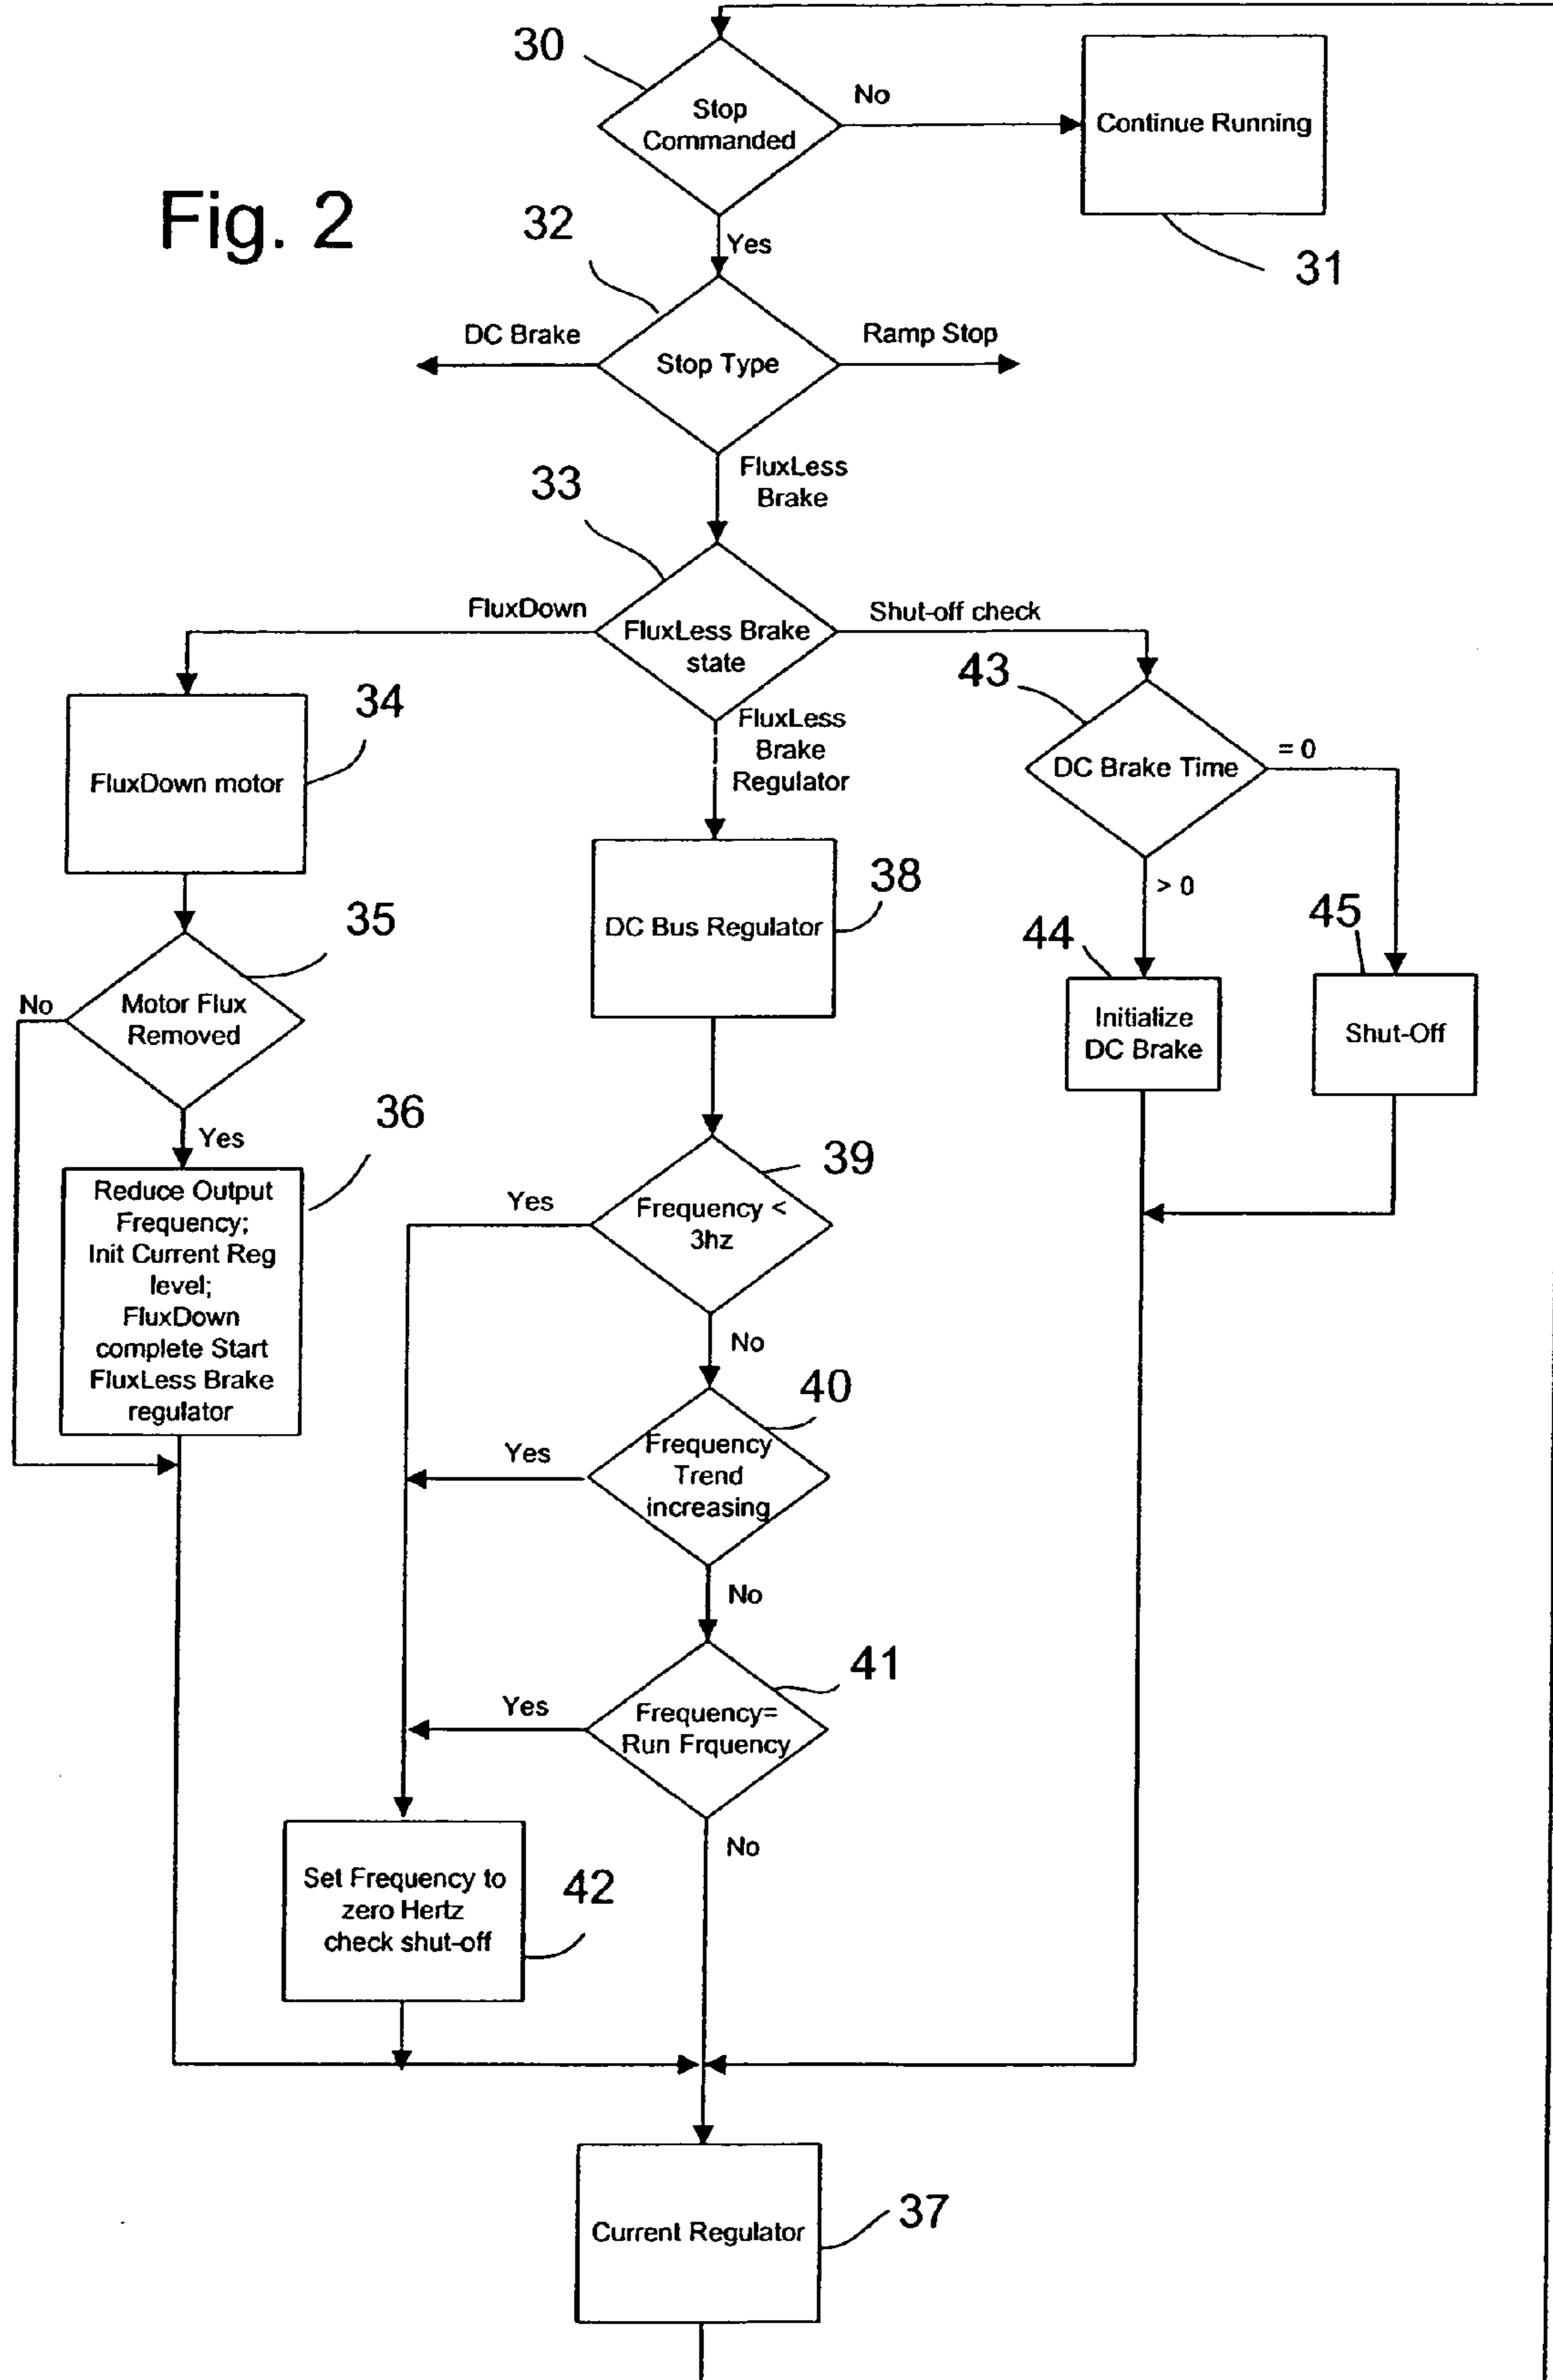 30
Stop
Commanded
No
Continue Running
31
Fig. 2
Yes
32
DC Brake
Stop Type
Ramp Stop
FluxLess
Brake
33
FluxDown
FluxLess Brake
state
Shut-off check
FluxLess
Brake
Regulator
34
FluxDown motor
43
DC Brake Time
= 0
> 0
38
DC Bus Regulator
35
Motor Flux
Removed
No
Yes
44
Initialize
DC Brake
45
Shut-Off
36
Reduce Output
Frequency;
Init Current Reg
level;
FluxDown
complete Start
FluxLess Brake
regulator
39
Frequency <
3hz
Yes
No
40
Frequency
Trend
increasing
Yes
No
41
Frequency=
Run Frquency
Yes
No
Set Frequency to
zero Hertz
check shut-off
42
Current Regulator
37